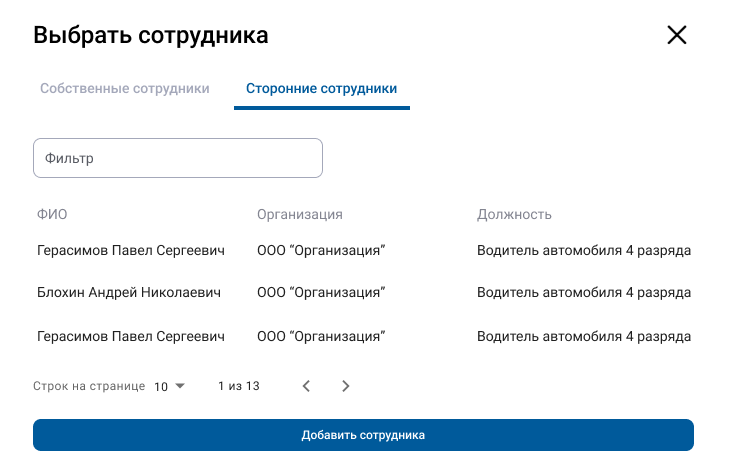 Выбрать сотрудника
Собственные сотрудники Сторонние сотрудники
Фильтр
ФИО Организация Должность
Герасимов Павел Сергеевич ООО “Организация” Водитель автомобиля 4 разряда
Блохин Андрей Николаевич ООО “Организация” Водитель автомобиля 4 разряда
Герасимов Павел Сергеевич ООО “Организация” Водитель автомобиля 4 разряда
Строк на странице 10 1 из 13
Добавить сотрудника